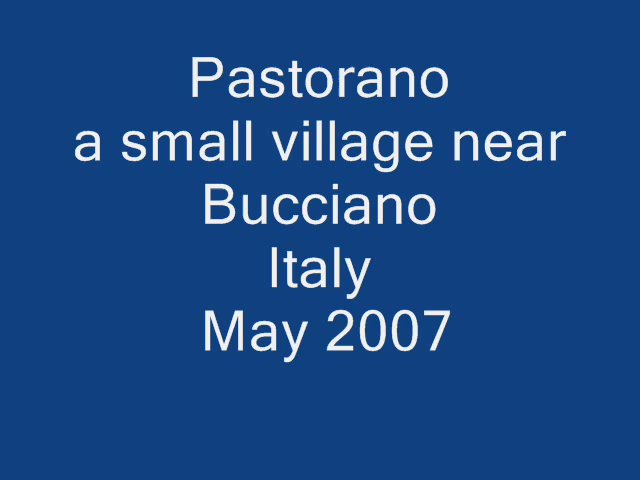 Pastorano
a small village near
Bucciano
Italy
May 2007